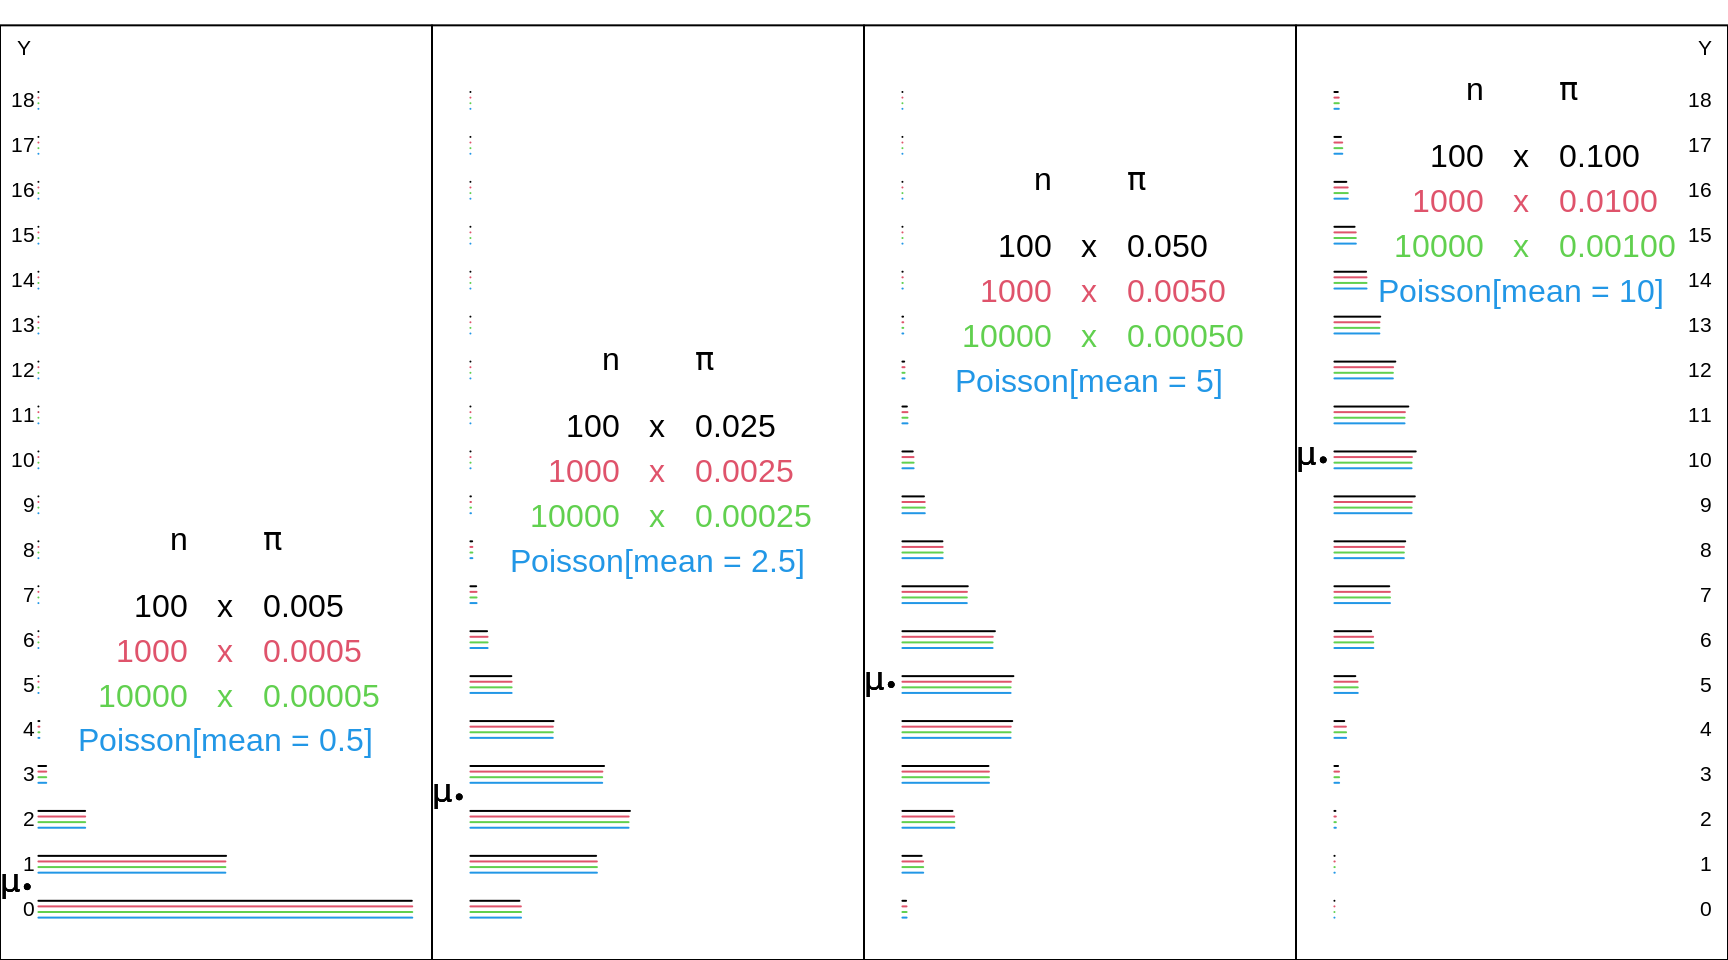 Y
18
17
16
15
14
13
12
11
10
9
8
7
6
5
4
3
2
1
0
μ
n π
100 x 0.005
1000 x 0.0005
10000 x 0.00005
Poisson[mean = 0.5]
μ
n π
100 x 0.025
1000 x 0.0025
10000 x 0.00025
Poisson[mean = 2.5]
μ
n π
100 x 0.050
1000 x 0.0050
10000 x 0.00050
Poisson[mean = 5]
μ
n π
100 x 0.100
1000 x 0.0100
10000 x 0.00100
Poisson[mean = 10]
Y
18
17
16
15
14
13
12
11
10
9
8
7
6
5
4
3
2
1
0